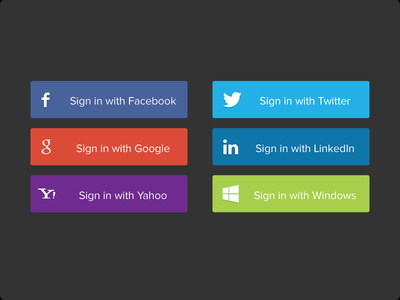 Sign in with Facebook
Sign in with Twitter
Sign in with Google
Sign in with LinkedIn
Sign in with Yahoo
Sign in with Windows